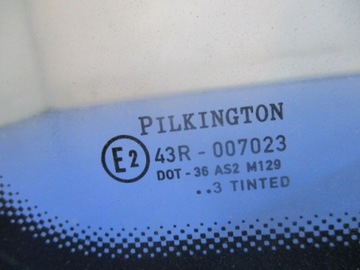 PILKINGTON
E2 43R - 007023
DOT - 36 AS2 M129
..3 TINTED